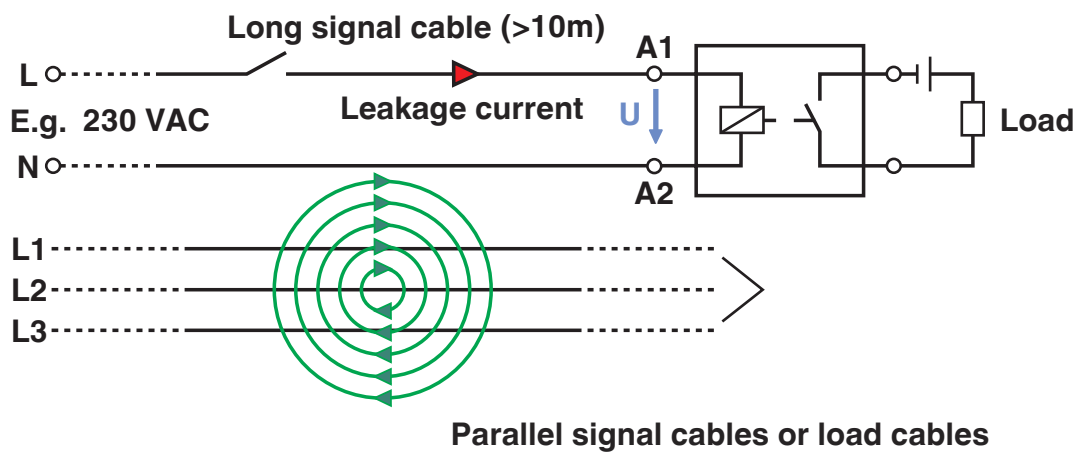 Long signal cable (>10m)
A1
L
Leakage current
U
Load
E.g. 230 VAC
N
A2
L1
L2
L3
Parallel signal cables or load cables